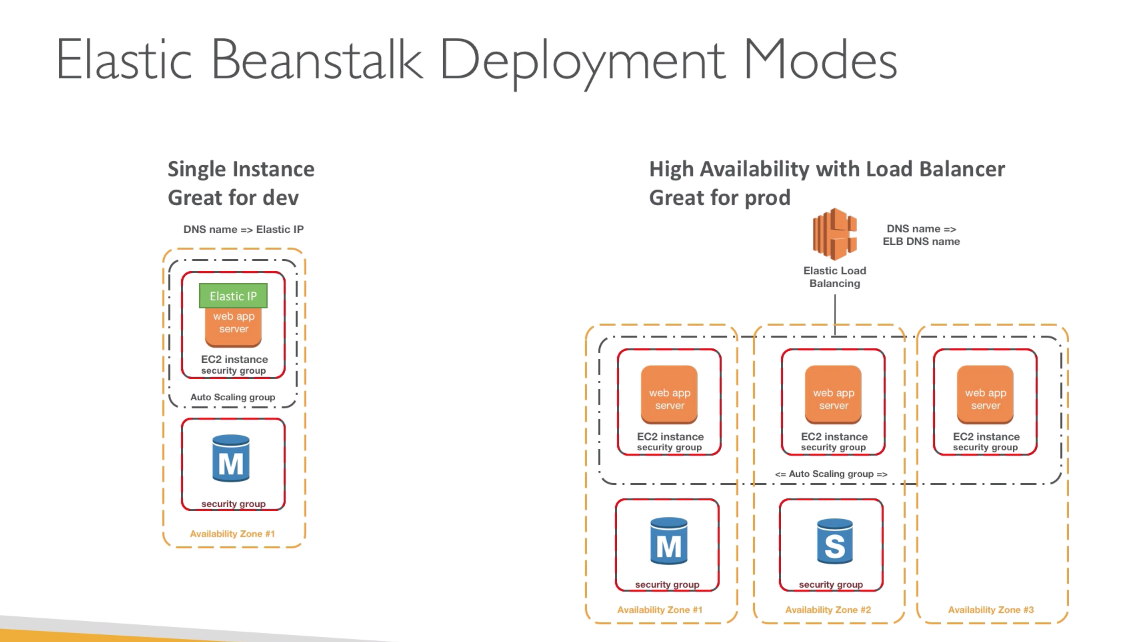 Elastic Beanstalk Deployment Modes
Single Instance
Great for dev
DNS name => Elastic IP
Elastic IP
web app
server
EC2 instance
security group
Auto Scaling group
M
security group
Availability Zone #1
High Availability with Load Balancer
Great for prod
DNS name =>
ELB DNS name
Elastic Load
Balancing
web app
server
EC2 instance
security group
web app
server
EC2 instance
security group
web app
server
EC2 instance
security group
<= Auto Scaling group =>
M
security group
S
security group
Availability Zone #1
Availability Zone #2
Availability Zone #3